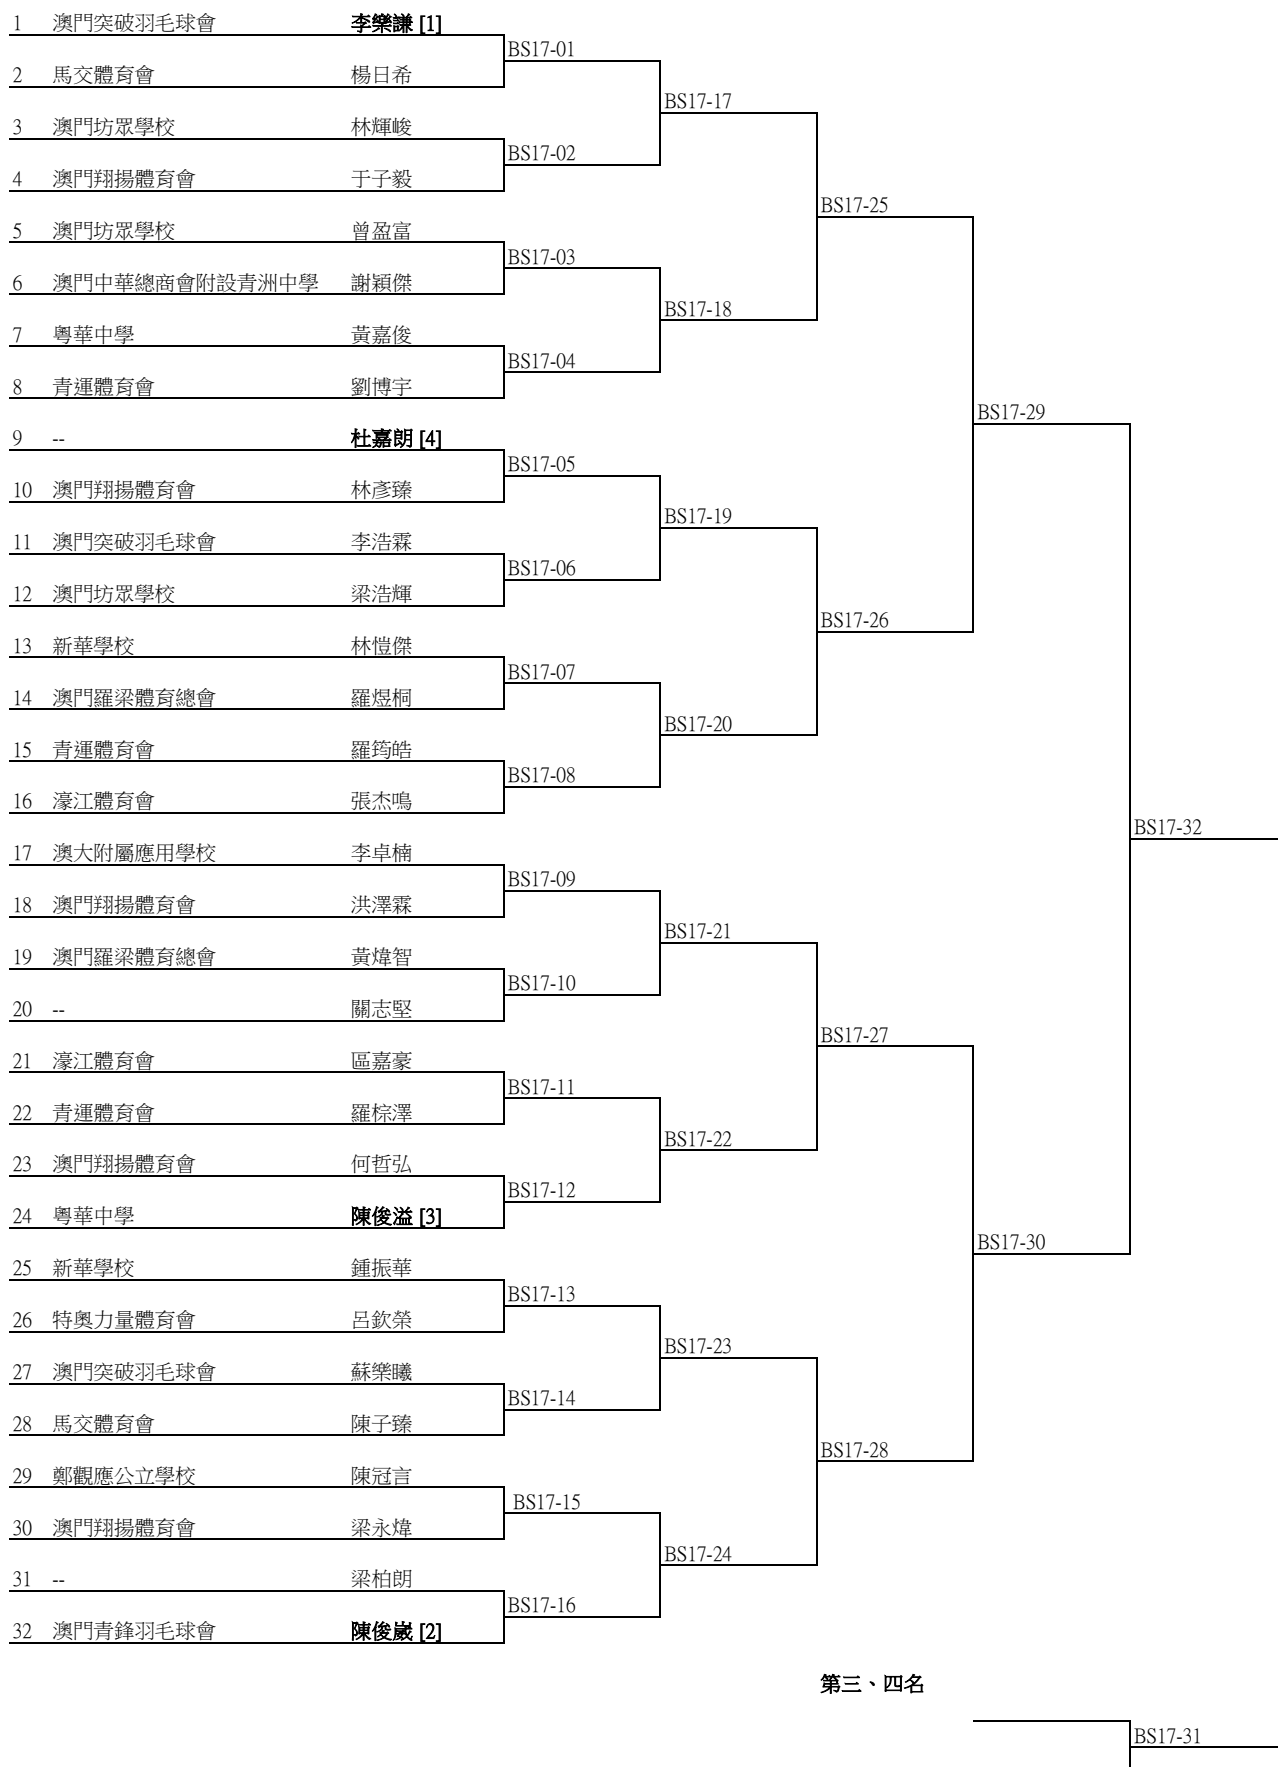 1 澳門突破羽毛球會 李樂謙 [1]
BS17-01
2 馬交體育會 楊日希
BS17-17
3 澳門坊眾學校 林輝峻
BS17-02
4 澳門翔揚體育會 于子毅
BS17-25
5 澳門坊眾學校 曾盈富
BS17-03
6 澳門中華總商會附設青洲中學 謝穎傑
BS17-18
7 粵華中學 黃嘉俊
BS17-04
8 青運體育會 劉博宇
BS17-29
9 -- 杜嘉朗 [4]
BS17-05
10 澳門翔揚體育會 林彥臻
BS17-19
11 澳門突破羽毛球會 李浩霖
BS17-06
12 澳門坊眾學校 梁浩輝
BS17-26
13 新華學校 林愷傑
BS17-07
14 澳門羅梁體育總會 羅煜桐
BS17-20
15 青運體育會 羅筠皓
BS17-08
16 濠江體育會 張杰鳴
BS17-32
17 澳大附屬應用學校 李卓楠
BS17-09
18 澳門翔揚體育會 洪澤霖
BS17-21
19 澳門羅梁體育總會 黃煒智
BS17-10
20 -- 關志堅
BS17-27
21 濠江體育會 區嘉豪
BS17-11
22 青運體育會 羅棕澤
BS17-22
23 澳門翔揚體育會 何哲弘
BS17-12
24 粵華中學 陳俊溢 [3]
BS17-30
25 新華學校 鍾振華
BS17-13
26 特奧力量體育會 呂欽榮
BS17-23
27 澳門突破羽毛球會 蘇樂曦
BS17-14
28 馬交體育會 陳子臻
BS17-28
29 鄭觀應公立學校 陳冠言
BS17-15
30 澳門翔揚體育會 梁永煒
BS17-24
31 -- 梁柏朗
BS17-16
32 澳門青鋒羽毛球會 陳俊崴 [2]
第三、四名
BS17-31